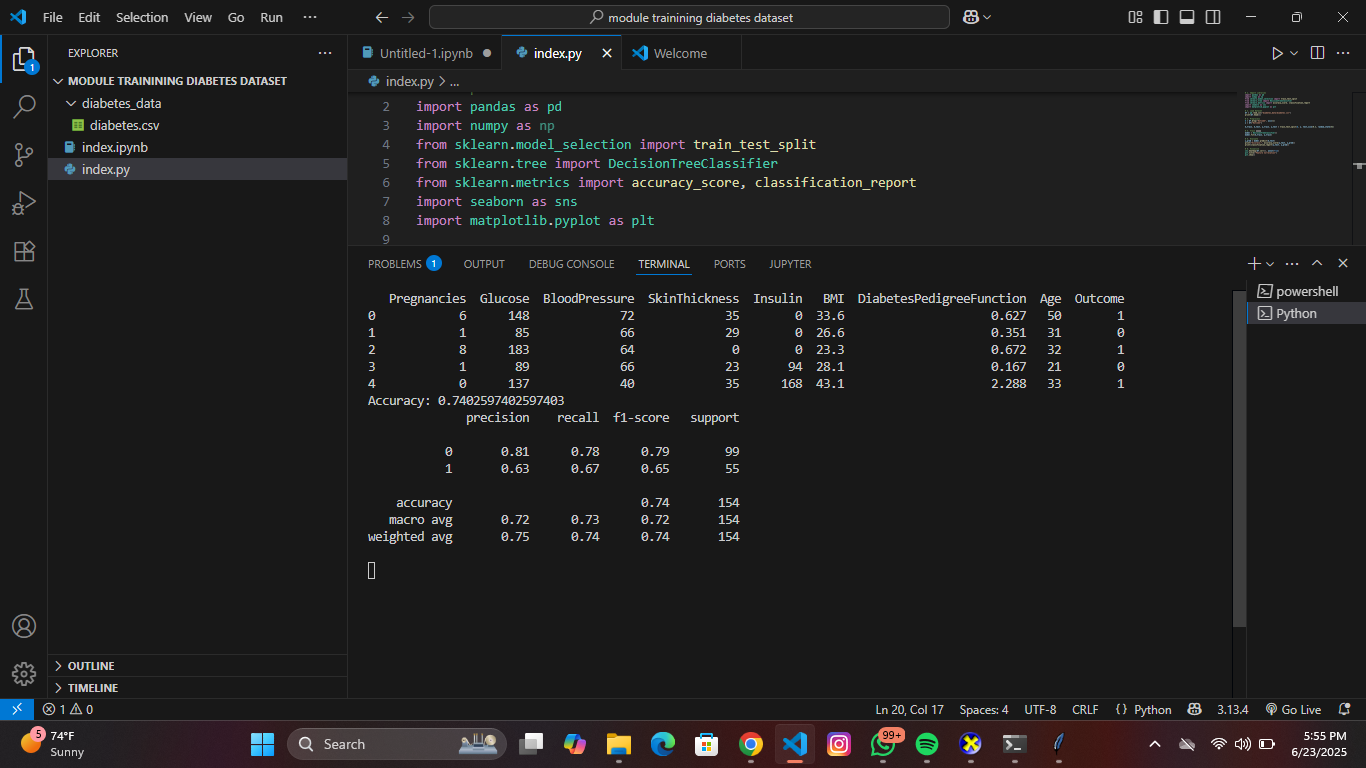 File Edit Selection View Go Run ···
module trainining diabetes dataset
EXPLORER ···
1
MODULE TRAINING DIABETES DATASET
diabetes_data
diabetes.csv
index.ipynb
index.py
OUTLINE
TIMELINE
Untitled-1.ipynb
index.py
Welcome
index.py > ...
2 import pandas as pd
3 import numpy as np
4 from sklearn.model_selection import train_test_split
5 from sklearn.tree import DecisionTreeClassifier
6 from sklearn.metrics import accuracy_score, classification_report
7 import seaborn as sns
8 import matplotlib.pyplot as plt
9
PROBLEMS 1 OUTPUT DEBUG CONSOLE TERMINAL PORTS JUPYTER
Pregnancies Glucose BloodPressure SkinThickness Insulin BMI DiabetesPedigreeFunction Age Outcome
0 6 148 72 35 0 33.6 0.627 50 1
1 1 85 66 29 0 26.6 0.351 31 0
2 8 183 64 0 0 23.3 0.672 32 1
3 1 89 66 23 94 28.1 0.167 21 0
4 0 137 40 35 168 43.1 2.288 33 1
Accuracy: 0.7402597402597403
precision recall f1-score support
0 0.81 0.78 0.79 99
1 0.63 0.67 0.65 55
accuracy 0.74 154
macro avg 0.72 0.73 0.72 154
weighted avg 0.75 0.74 0.74 154
powershell
Python
1 0
Ln 20, Col 17 Spaces: 4 UTF-8 CRLF {} Python 3.13.4 Go Live
5
74°F
Sunny
Search
99+
5:55 PM
6/23/2025